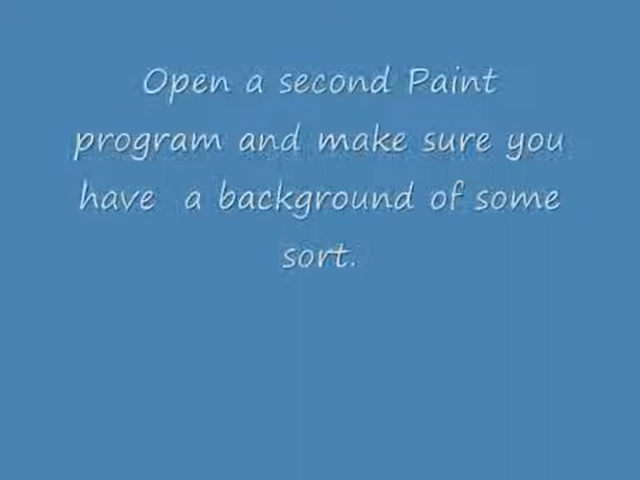 Open a second Paint
program and make sure you
have a background of some
sort.